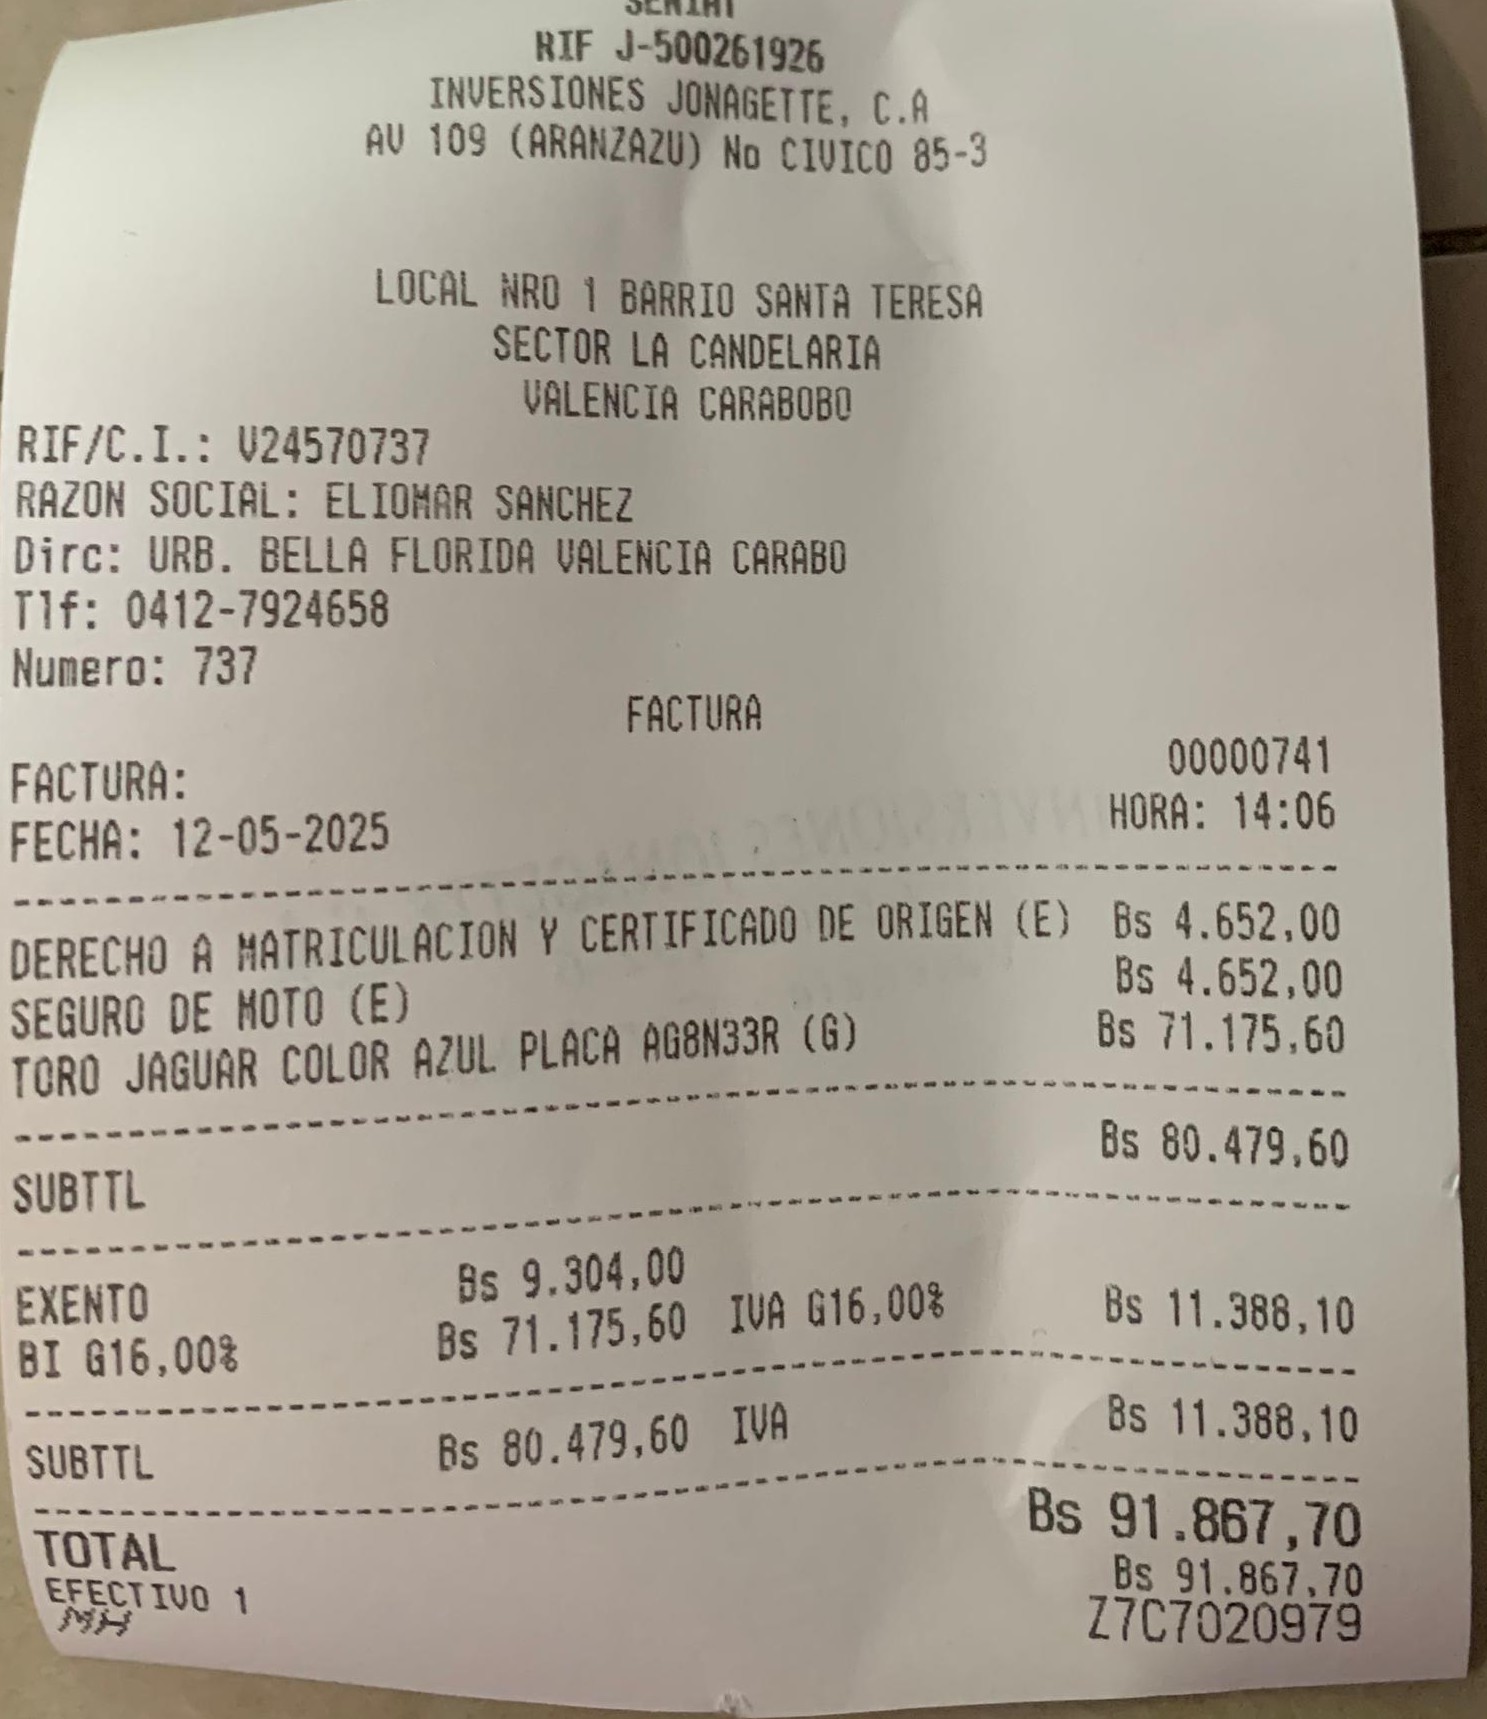 SENIAT
RIF J-500261926
INVERSIONES JONAGETTE, C.A
AV 109 (ARANZAZU) No CIVICO 85-3
LOCAL NRO 1 BARRIO SANTA TERESA
SECTOR LA CANDELARIA
VALENCIA CARABOBO
RIF/C.I.: V24570737
RAZON SOCIAL: ELIOMAR SANCHEZ
Dirc: URB. BELLA FLORIDA VALENCIA CARABO
Tlf: 0412-7924658
Numero: 737
FACTURA
FACTURA: 00000741
FECHA: 12-05-2025 HORA: 14:06
DERECHO A MATRICULACION Y CERTIFICADO DE ORIGEN (E) Bs 4.652,00
SEGURO DE MOTO (E) Bs 4.652,00
TORO JAGUAR COLOR AZUL PLACA AG8N33R (G) Bs 71.175,60
SUBTTL Bs 80.479,60
EXENTO Bs 9.304,00
BI G16,00% Bs 71.175,60 IVA G16,00% Bs 11.388,10
SUBTTL Bs 80.479,60 IVA Bs 11.388,10
TOTAL Bs 91.867,70
EFECTIVO 1 Bs 91.867,70
MH Z7C7020979